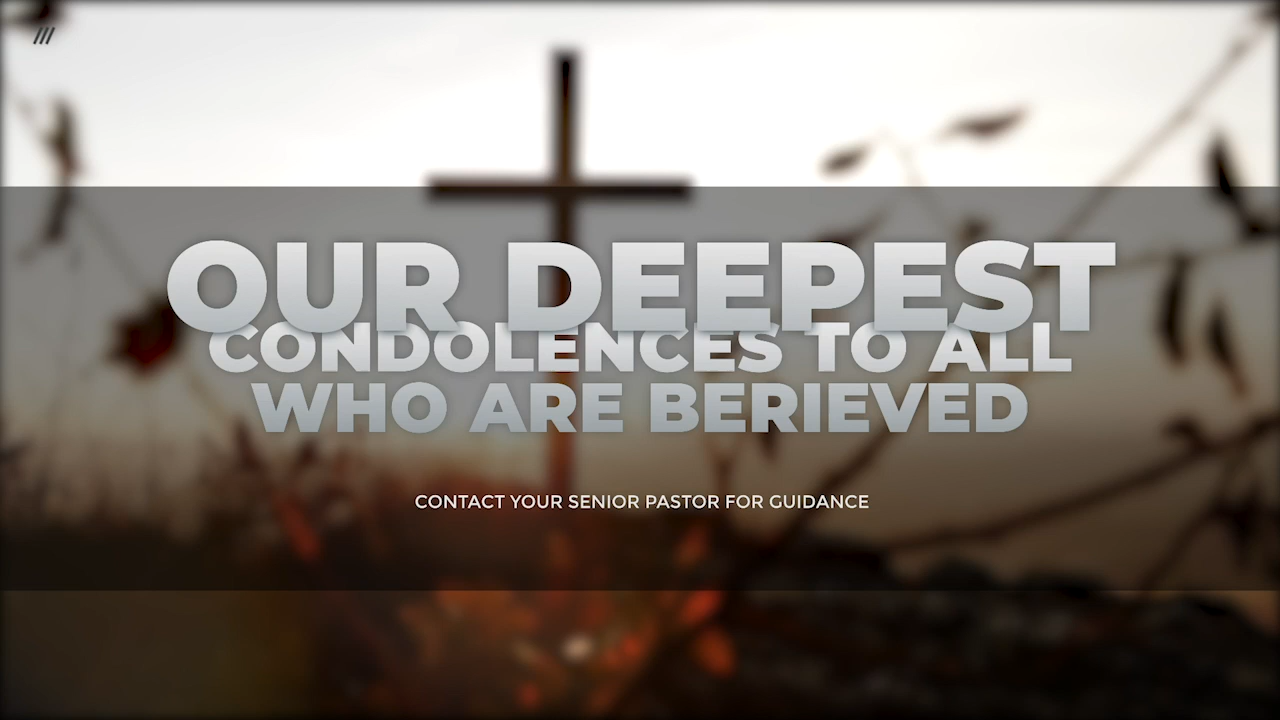 OUR DEEPEST
CONDOLENCES TO ALL
WHO ARE BERIEVED
CONTACT YOUR SENIOR PASTOR FOR GUIDANCE